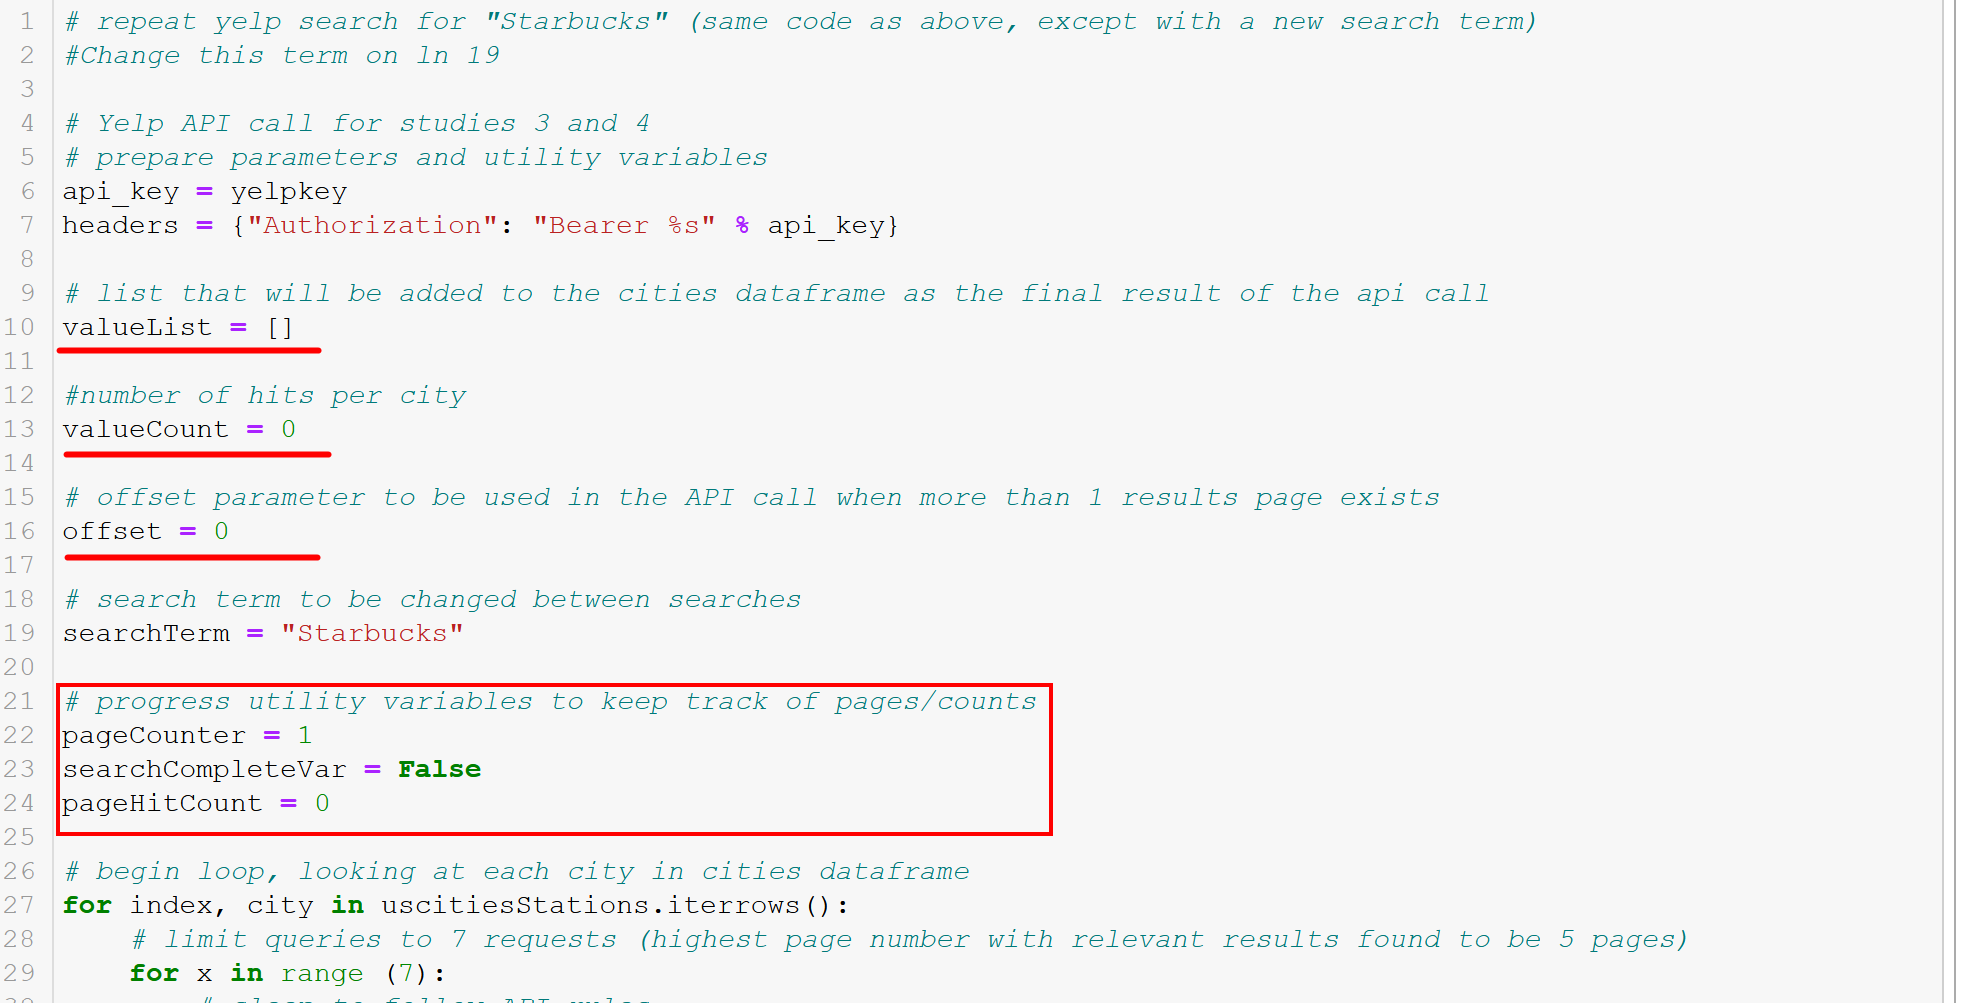 1 # repeat yelp search for "Starbucks" (same code as above, except with a new search term)
2 #Change this term on ln 19
3
4 # Yelp API call for studies 3 and 4
5 # prepare parameters and utility variables
6 api_key = yelpkey
7 headers = {"Authorization": "Bearer %s" % api_key}
8
9 # list that will be added to the cities dataframe as the final result of the api call
10 valueList = []
11
12 #number of hits per city
13 valueCount = 0
14
15 # offset parameter to be used in the API call when more than 1 results page exists
16 offset = 0
17
18 # search term to be changed between searches
19 searchTerm = "Starbucks"
20
21 # progress utility variables to keep track of pages/counts
22 pageCounter = 1
23 searchCompleteVar = False
24 pageHitCount = 0
25
26 # begin loop, looking at each city in cities dataframe
27 for index, city in uscitiesStations.iterrows():
28     # limit queries to 7 requests (highest page number with relevant results found to be 5 pages)
29     for x in range (7):